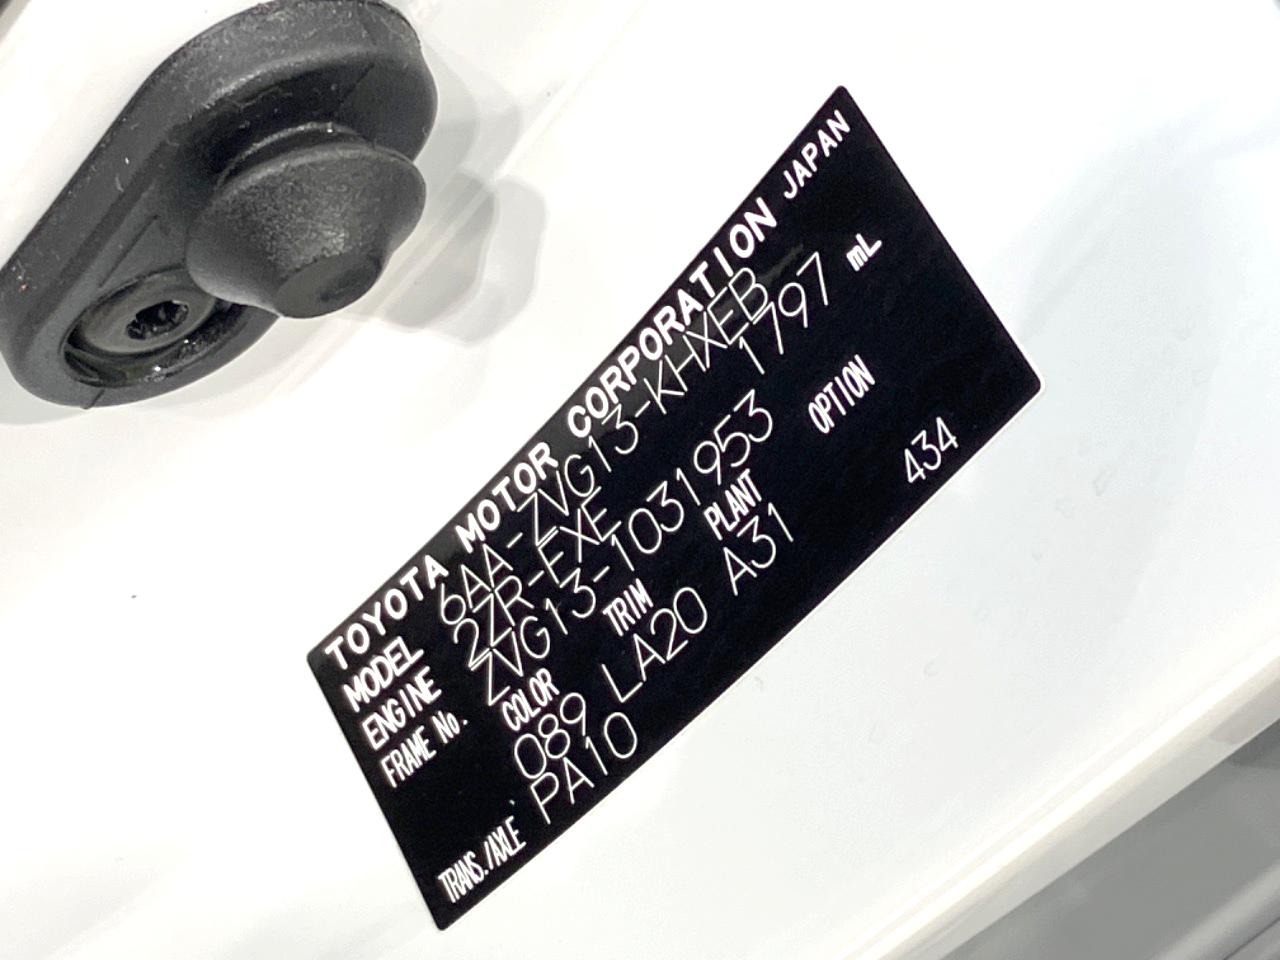 TOYOTA MOTOR CORPORATION JAPAN
MODEL 6AA-ZVG13-KHXEB
ENGINE 2ZR-FXE 1797 mL
FRAME No. ZVG13-1031953
COLOR TRIM PLANT OPTION
089 LA20 A31 434
TRANS./AXLE PA10